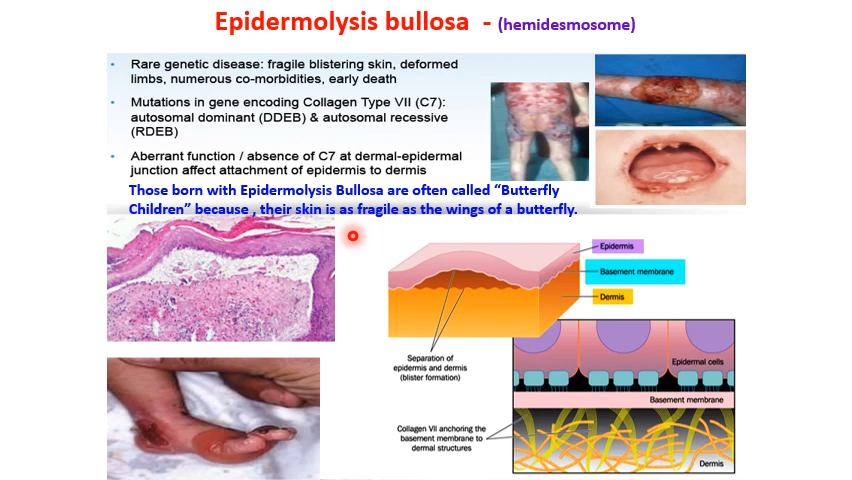 Epidermolysis bullosa - (hemidesmosome)
• Rare genetic disease: fragile blistering skin, deformed
limbs, numerous co-morbidities, early death
• Mutations in gene encoding Collagen Type VII (C7):
autosomal dominant (DDEB) & autosomal recessive
(RDEB)
• Aberrant function / absence of C7 at dermal-epidermal
junction affect attachment of epidermis to dermis
Those born with Epidermolysis Bullosa are often called “Butterfly
Children” because , their skin is as fragile as the wings of a butterfly.
Epidermis
Basement membrane
Dermis
Separation of
epidermis and dermis
(blister formation)
Epidermal cells
Basement membrane
Collagen VII anchoring the
basement membrane to
dermal structures
Dermis